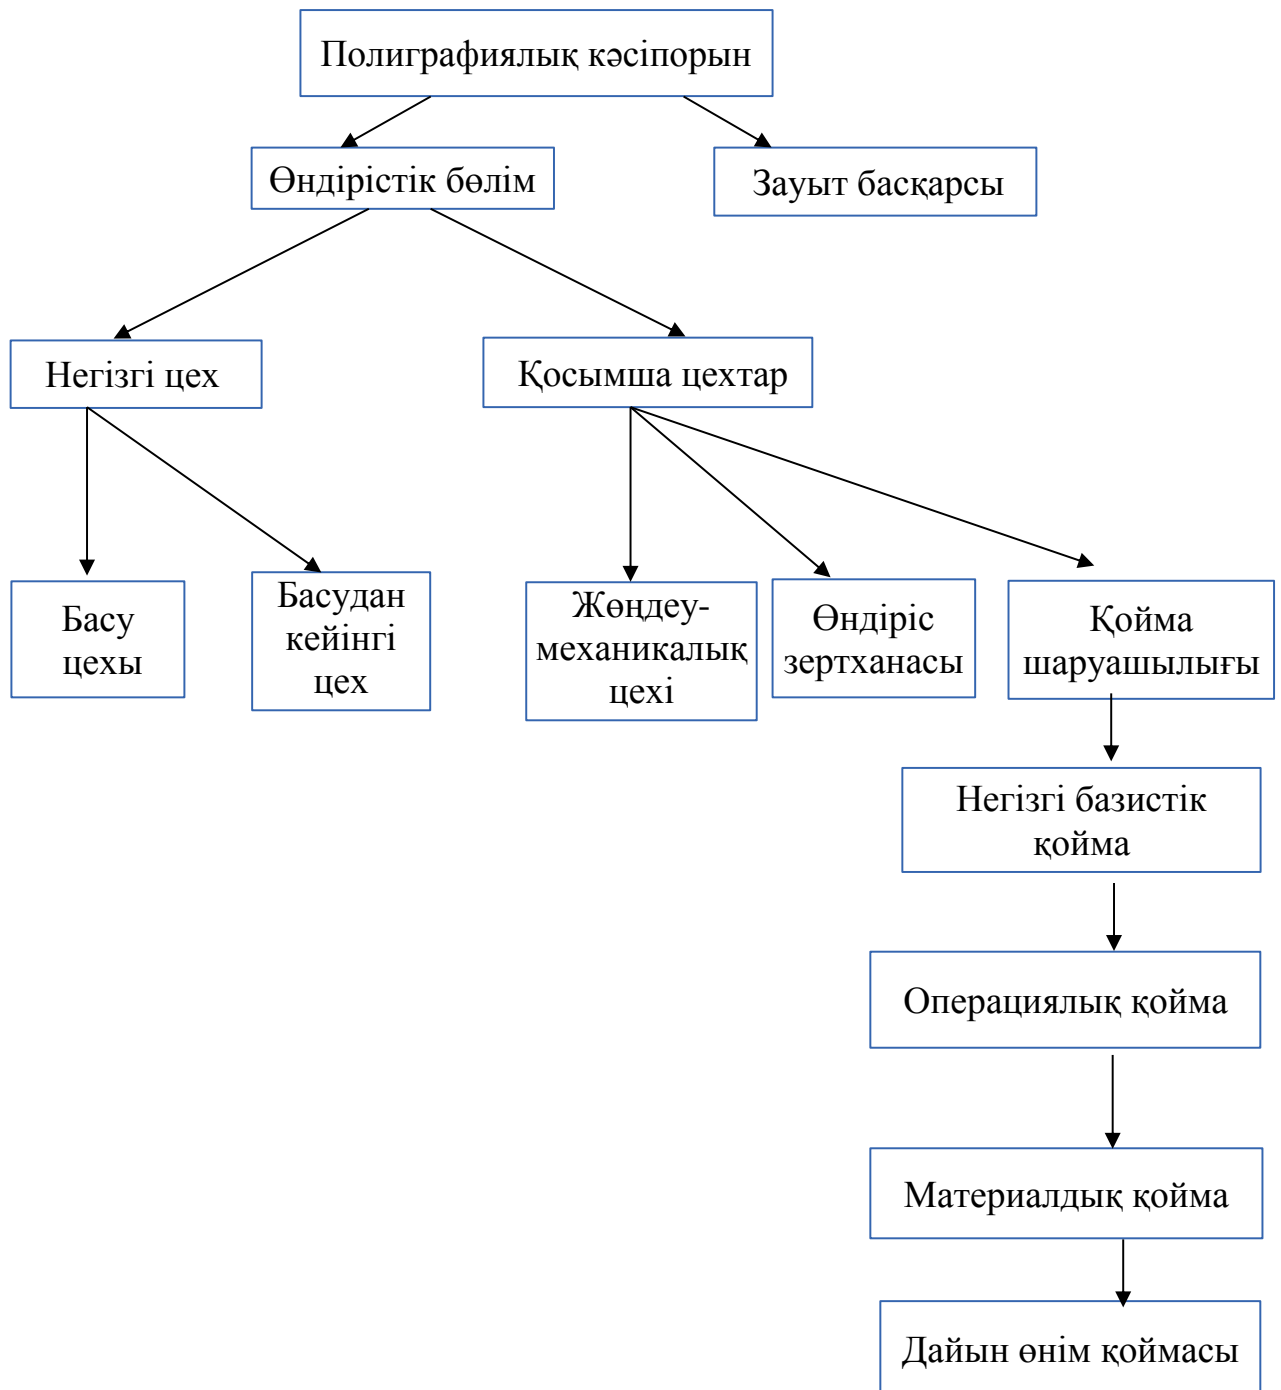 Полиграфиялық кәсіпорын
Өндірістік бөлім
Зауыт басқарсы
Негізгі цех
Қосымша цехтар
Басу
цехы
Басудан
кейінгі
цех
Жөңдеу-
механикалық
цехі
Өндіріс
зертханасы
Қойма
шаруашылығы
Негізгі базистік
қойма
Операциялық қойма
Материалдық қойма
Дайын өнім қоймасы